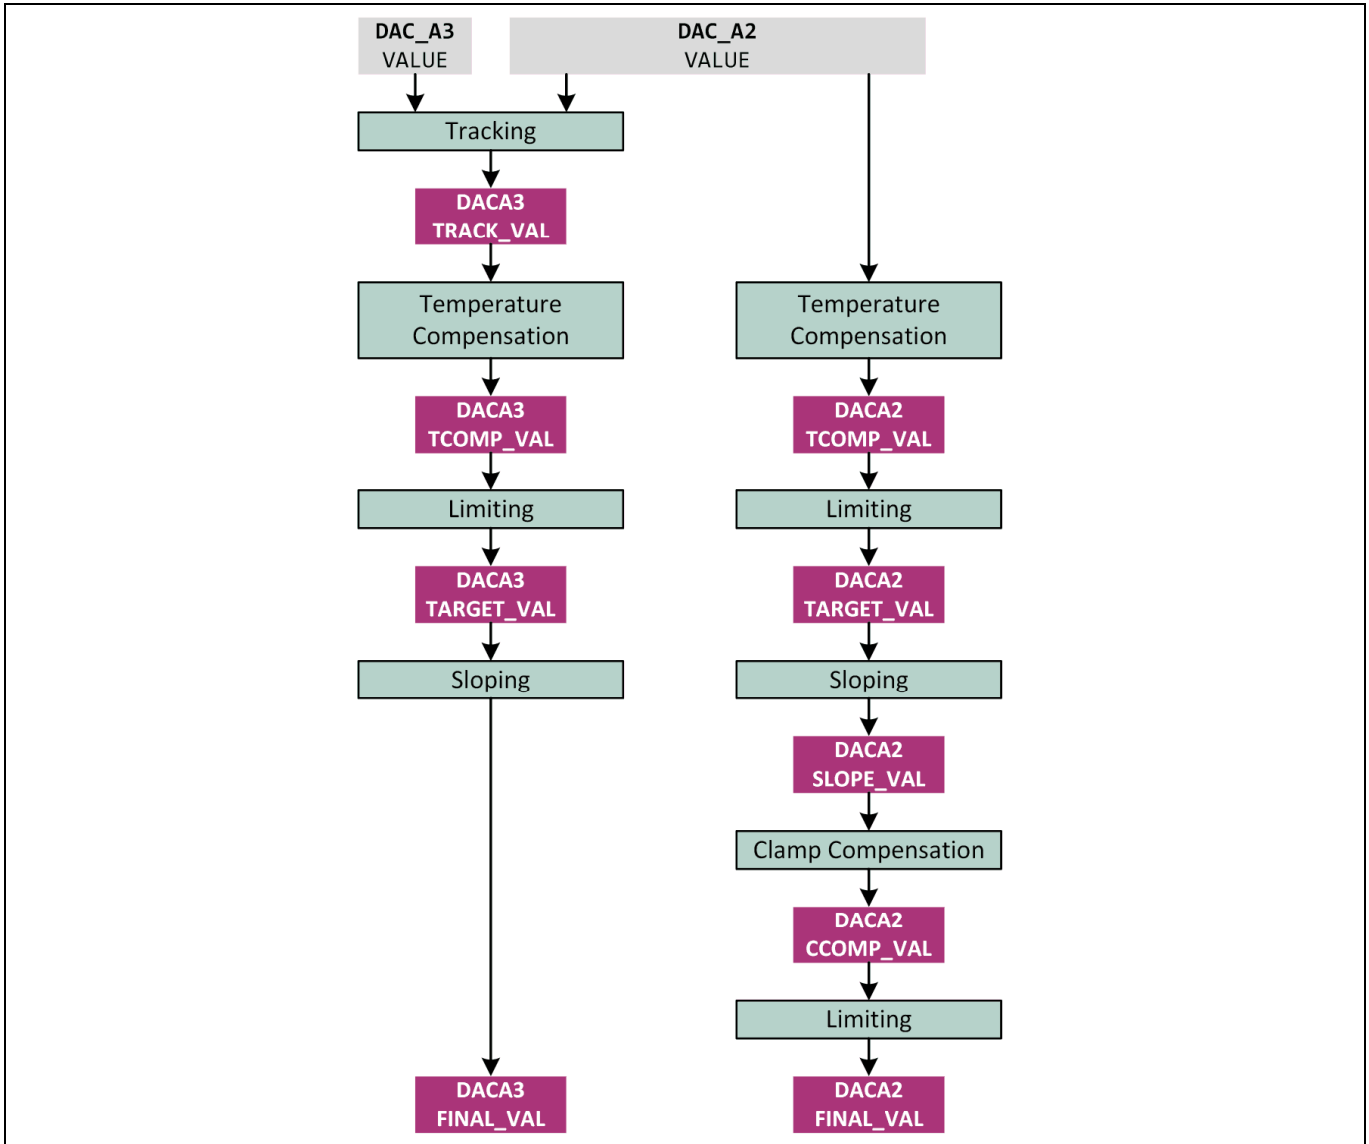 DAC_A3
VALUE
DAC_A2
VALUE
Tracking
DACA3
TRACK_VAL
Temperature
Compensation
Temperature
Compensation
DACA3
TCOMP_VAL
DACA2
TCOMP_VAL
Limiting
Limiting
DACA3
TARGET_VAL
DACA2
TARGET_VAL
Sloping
Sloping
DACA2
SLOPE_VAL
Clamp Compensation
DACA2
CCOMP_VAL
Limiting
DACA3
FINAL_VAL
DACA2
FINAL_VAL